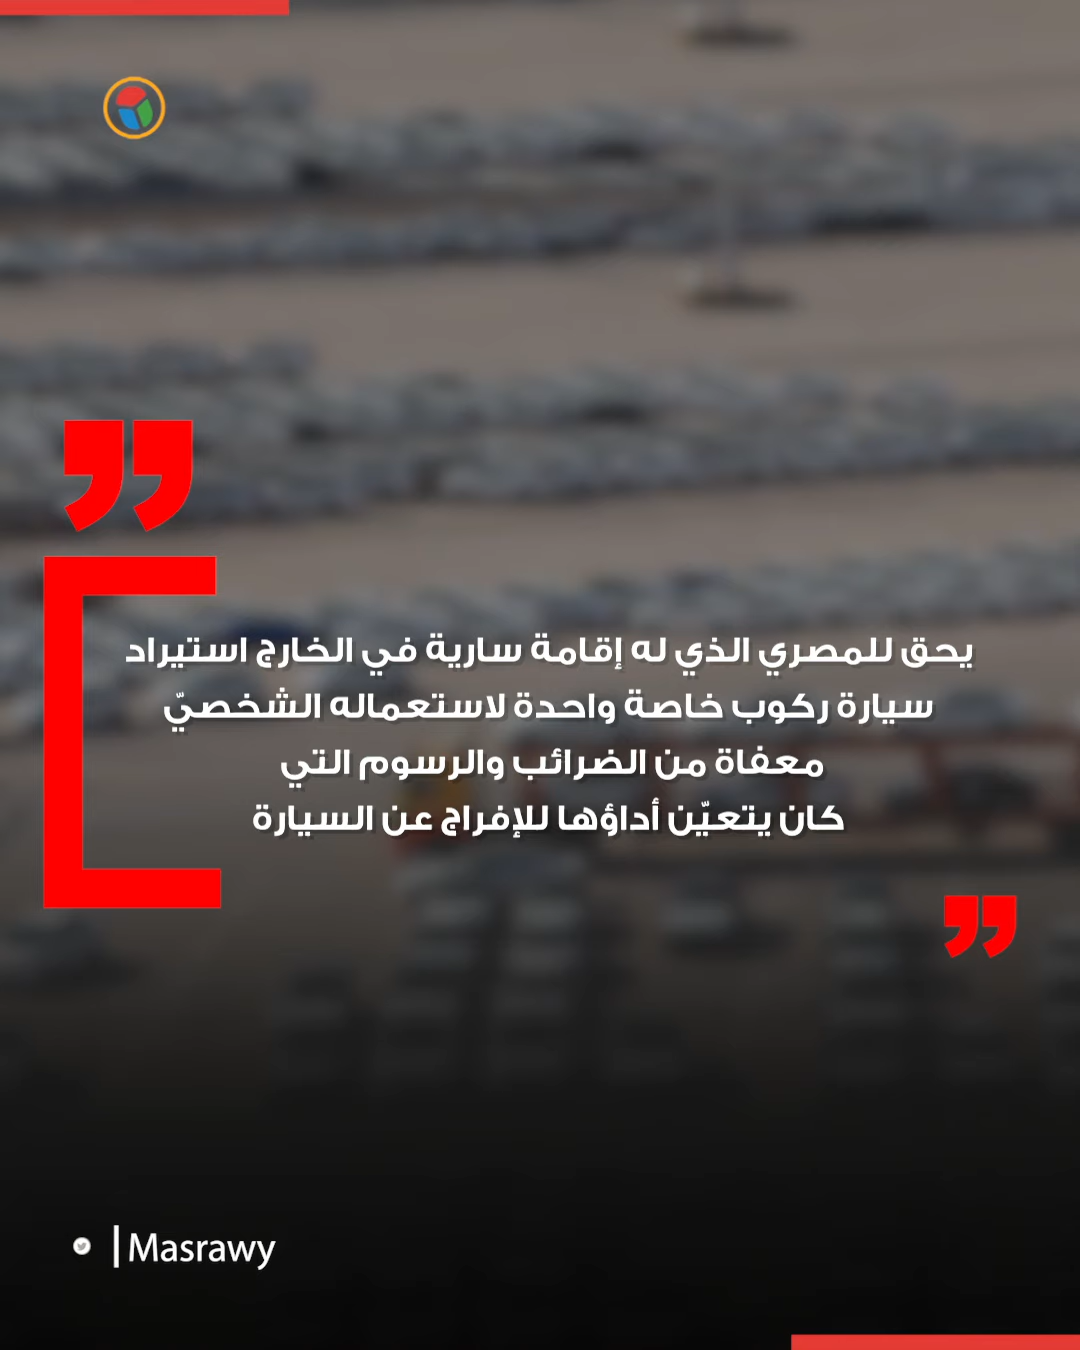 يحق للمصري الذي له إقامة سارية في الخارج استيراد
سيارة ركوب خاصة واحدة لاستعماله الشخصيّ
معفاة من الضرائب والرسوم التي
كان يتعيّن أداؤها للإفراج عن السيارة
Masrawy